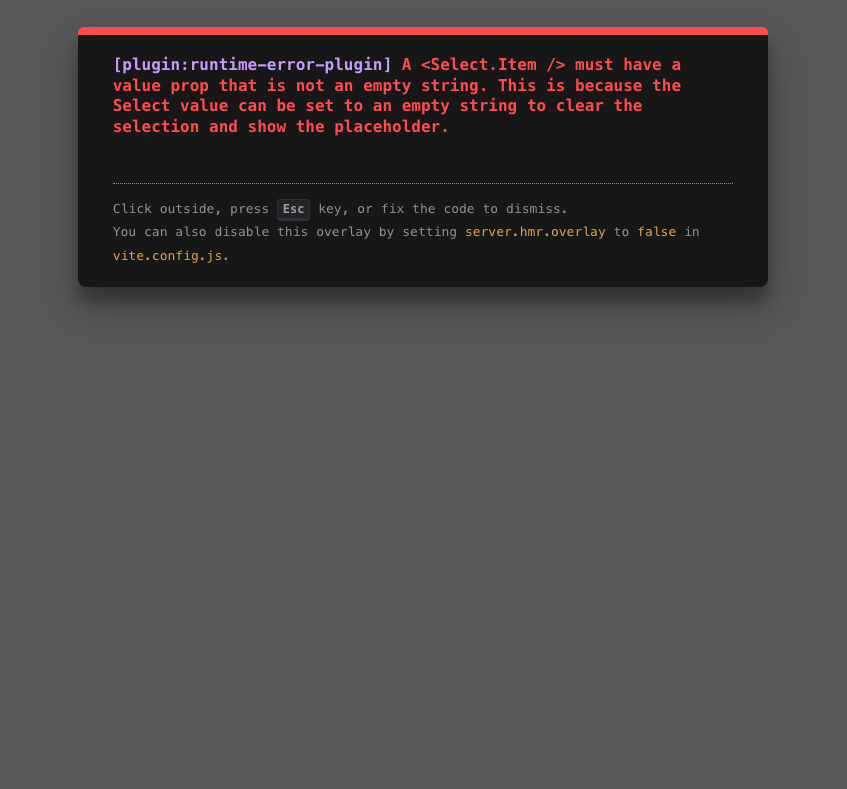 [plugin:runtime-error-plugin] A <Select.Item /> must have a
value prop that is not an empty string. This is because the
Select value can be set to an empty string to clear the
selection and show the placeholder.
Click outside, press Esc key, or fix the code to dismiss.
You can also disable this overlay by setting server.hmr.overlay to false in
vite.config.js.